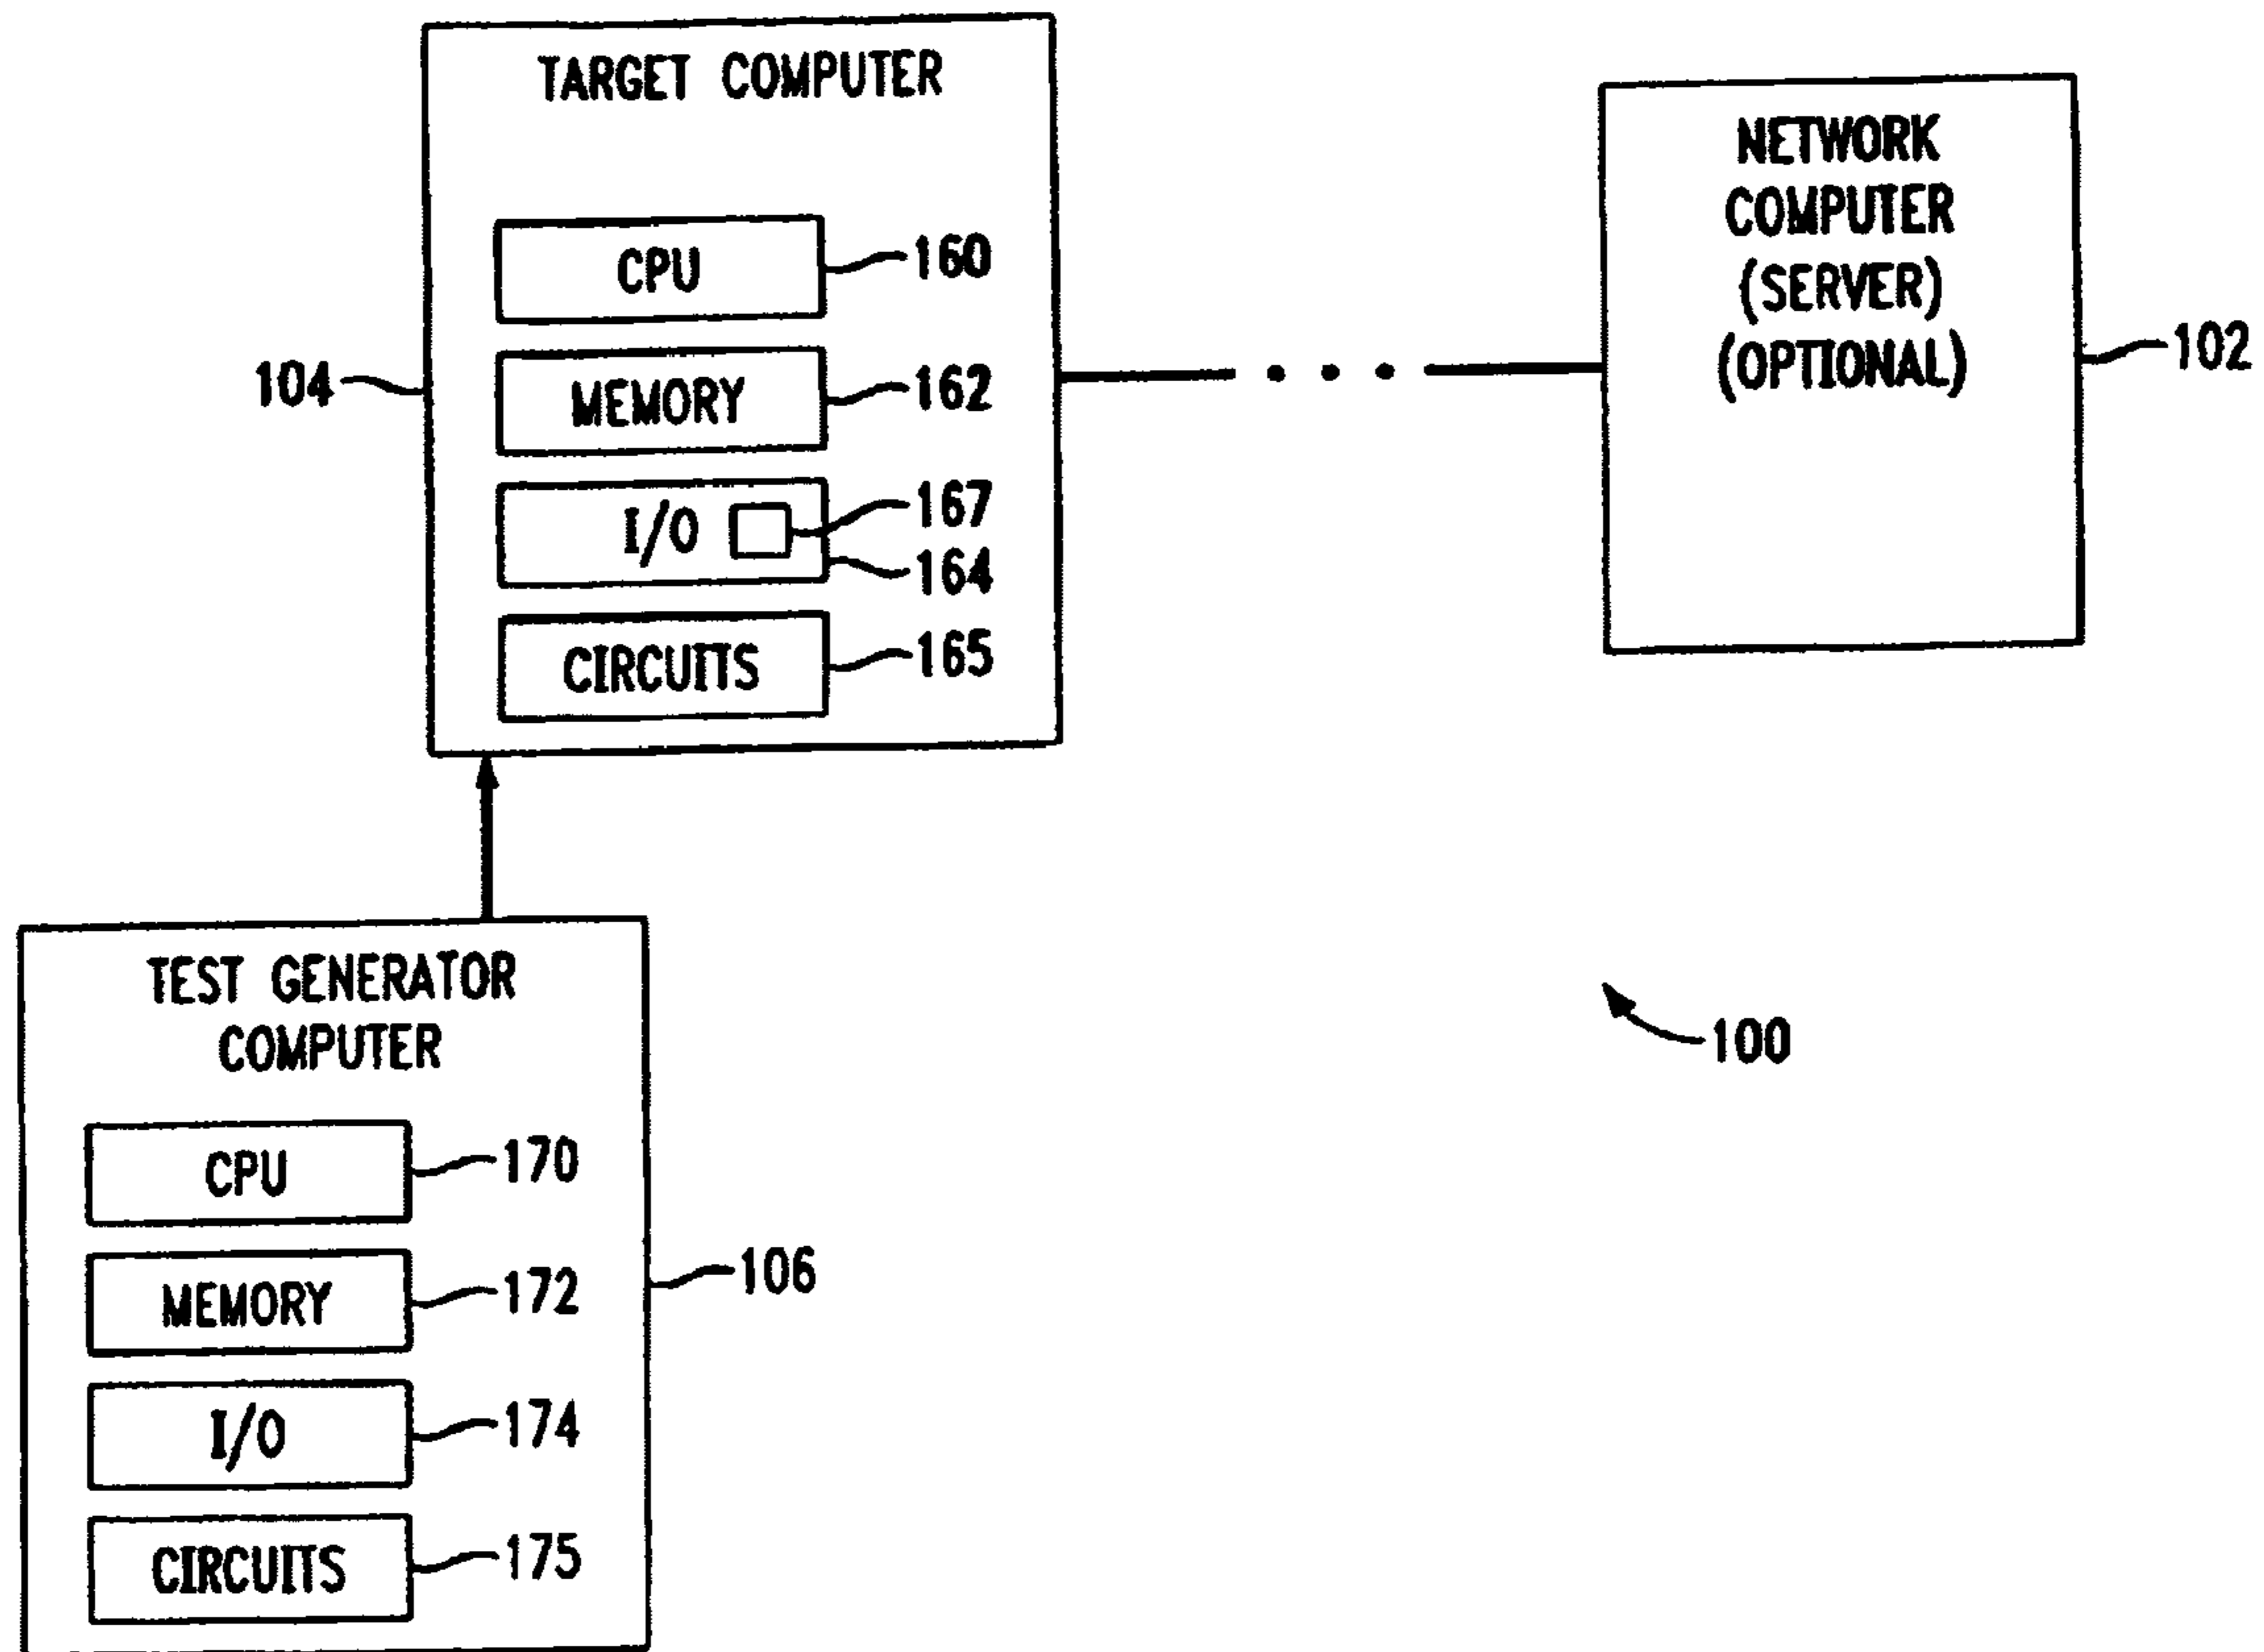 TARGET COMPUTER
CPU
160
MEMORY
162
104
I/O
167
164
CIRCUITS
165
NETWORK
COMPUTER
(SERVER)
(OPTIONAL)
102
TEST GENERATOR
COMPUTER
CPU
170
MEMORY
172
106
I/O
174
CIRCUITS
175
100